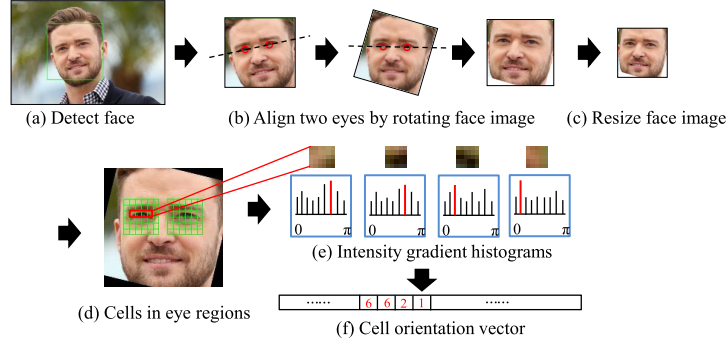 (a) Detect face
(b) Align two eyes by rotating face image
(c) Resize face image
0 π 0 π 0 π 0 π
(e) Intensity gradient histograms
(d) Cells in eye regions
...... 6 6 2 1 ......
(f) Cell orientation vector